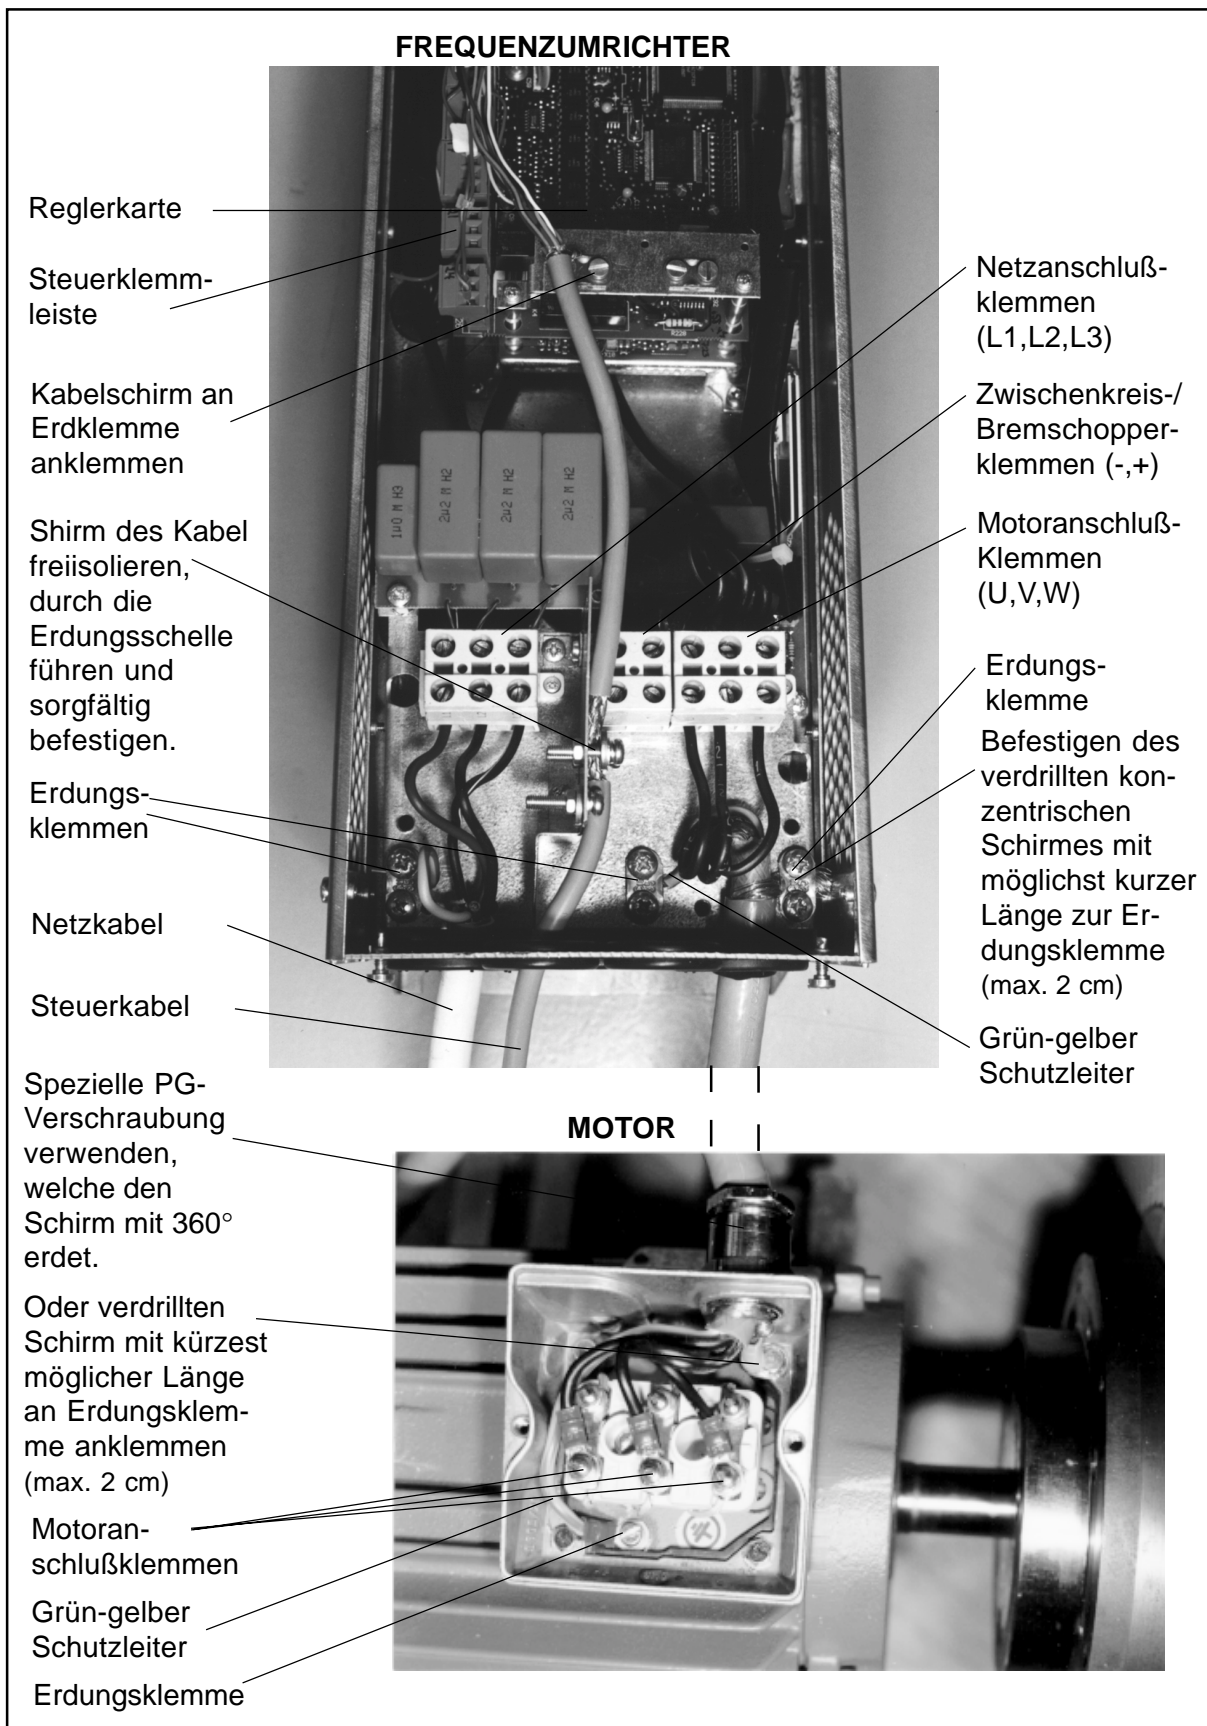 FREQUENZUMRICHTER
Reglerkarte
Steuerklemm-
leiste
Kabelschirm an
Erdklemme
anklemmen
Shirm des Kabel
freiisolieren,
durch die
Erdungsschelle
führen und
sorgfältig
befestigen.
Erdungs-
klemmen
Netzkabel
Steuerkabel
1µ0 M H3
2µ2 M H2
2µ2 M H2
2µ2 M H2
Netzanschluß-
klemmen
(L1,L2,L3)
Zwischenkreis-/
Bremschopper-
klemmen (-,+)
Motoranschluß-
Klemmen
(U,V,W)
Erdungs-
klemme
Befestigen des
verdrillten kon-
zentrischen
Schirmes mit
möglichst kurzer
Länge zur Er-
dungsklemme
(max. 2 cm)
Grün-gelber
Schutzleiter
MOTOR
Spezielle PG-
Verschraubung
verwenden,
welche den
Schirm mit 360°
erdet.
Oder verdrillten
Schirm mit kürzest
möglicher Länge
an Erdungsklem-
me anklemmen
(max. 2 cm)
Motoran-
schlußklemmen
Grün-gelber
Schutzleiter
Erdungsklemme